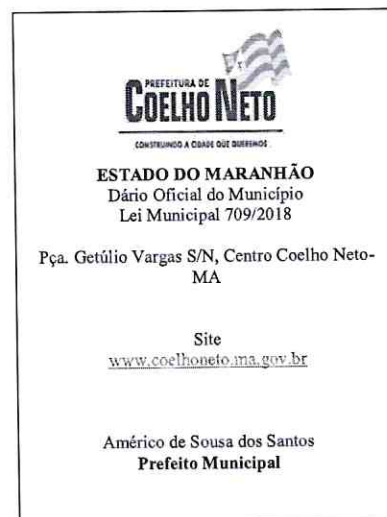 PREFEITURA DE
COELHO NETO
CONSTRUINDO A CIDADE QUE QUEREMOS
ESTADO DO MARANHÃO
Dário Oficial do Município
Lei Municipal 709/2018
Pça. Getúlio Vargas S/N, Centro Coelho Neto-
MA
Site
www.coelhoneto.ma.gov.br
Américo de Sousa dos Santos
Prefeito Municipal